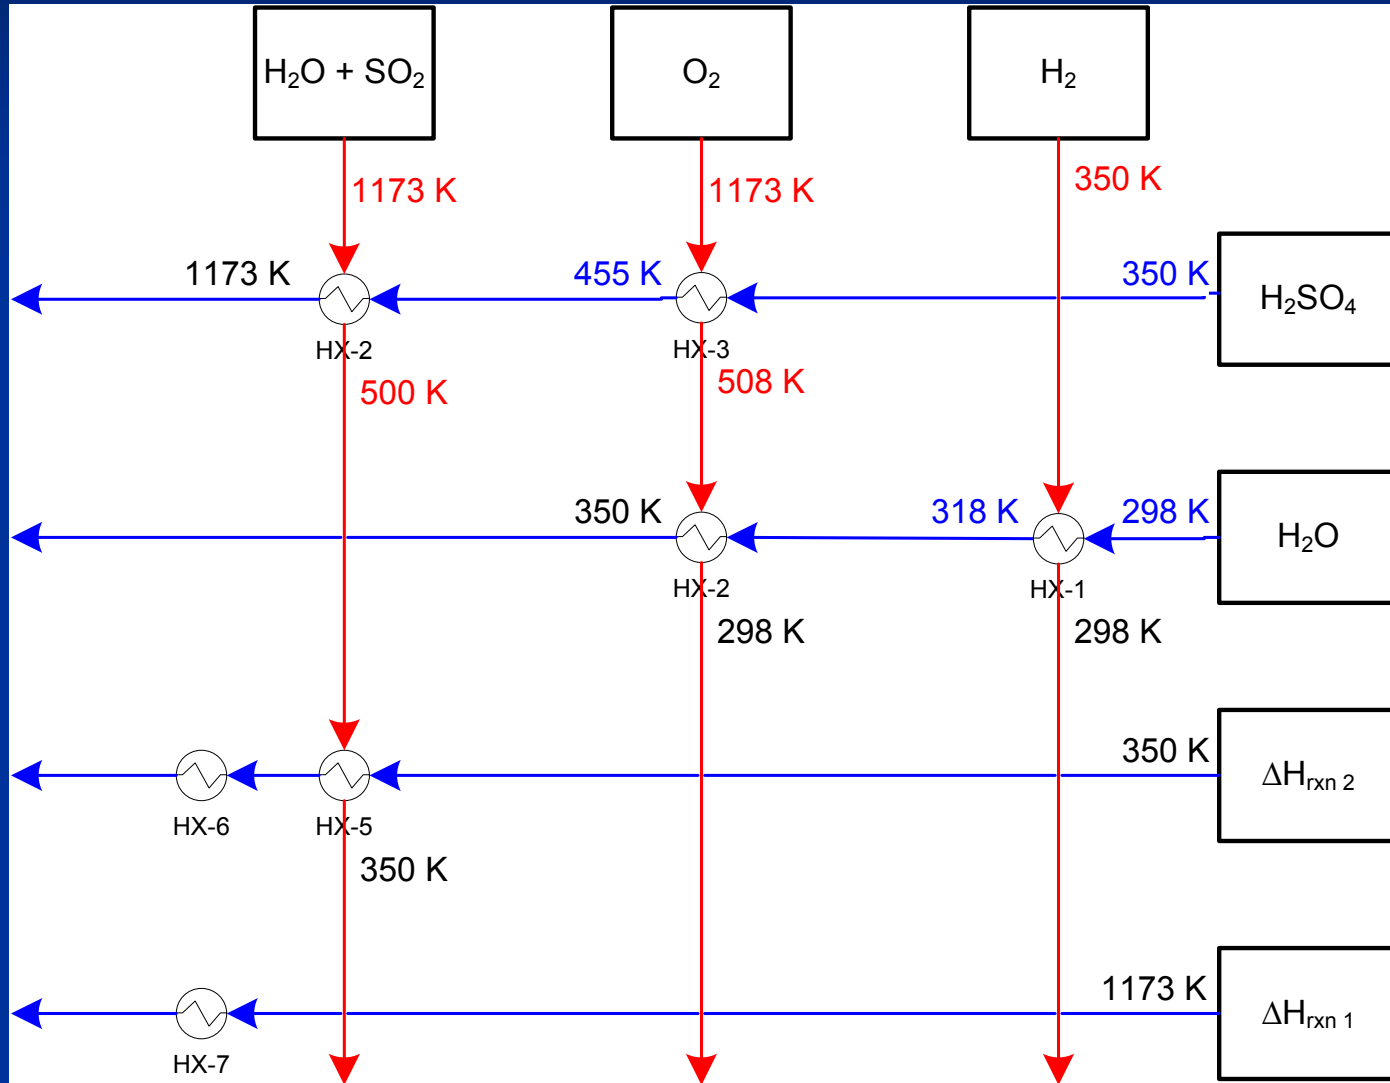 H₂O + SO₂
O₂
H₂
1173 K
1173 K
350 K
1173 K
455 K
350 K
H₂SO₄
HX-2
HX-3
500 K
508 K
350 K
318 K
298 K
H₂O
HX-2
HX-1
298 K
298 K
350 K
ΔHrxn 2
HX-6
HX-5
350 K
1173 K
ΔHrxn 1
HX-7